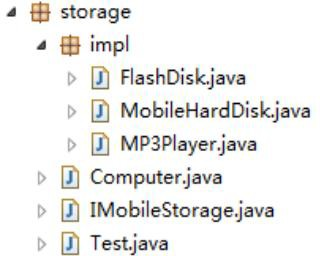 storage
impl
FlashDisk.java
MobileHardDisk.java
MP3Player.java
Computer.java
IMobileStorage.java
Test.java